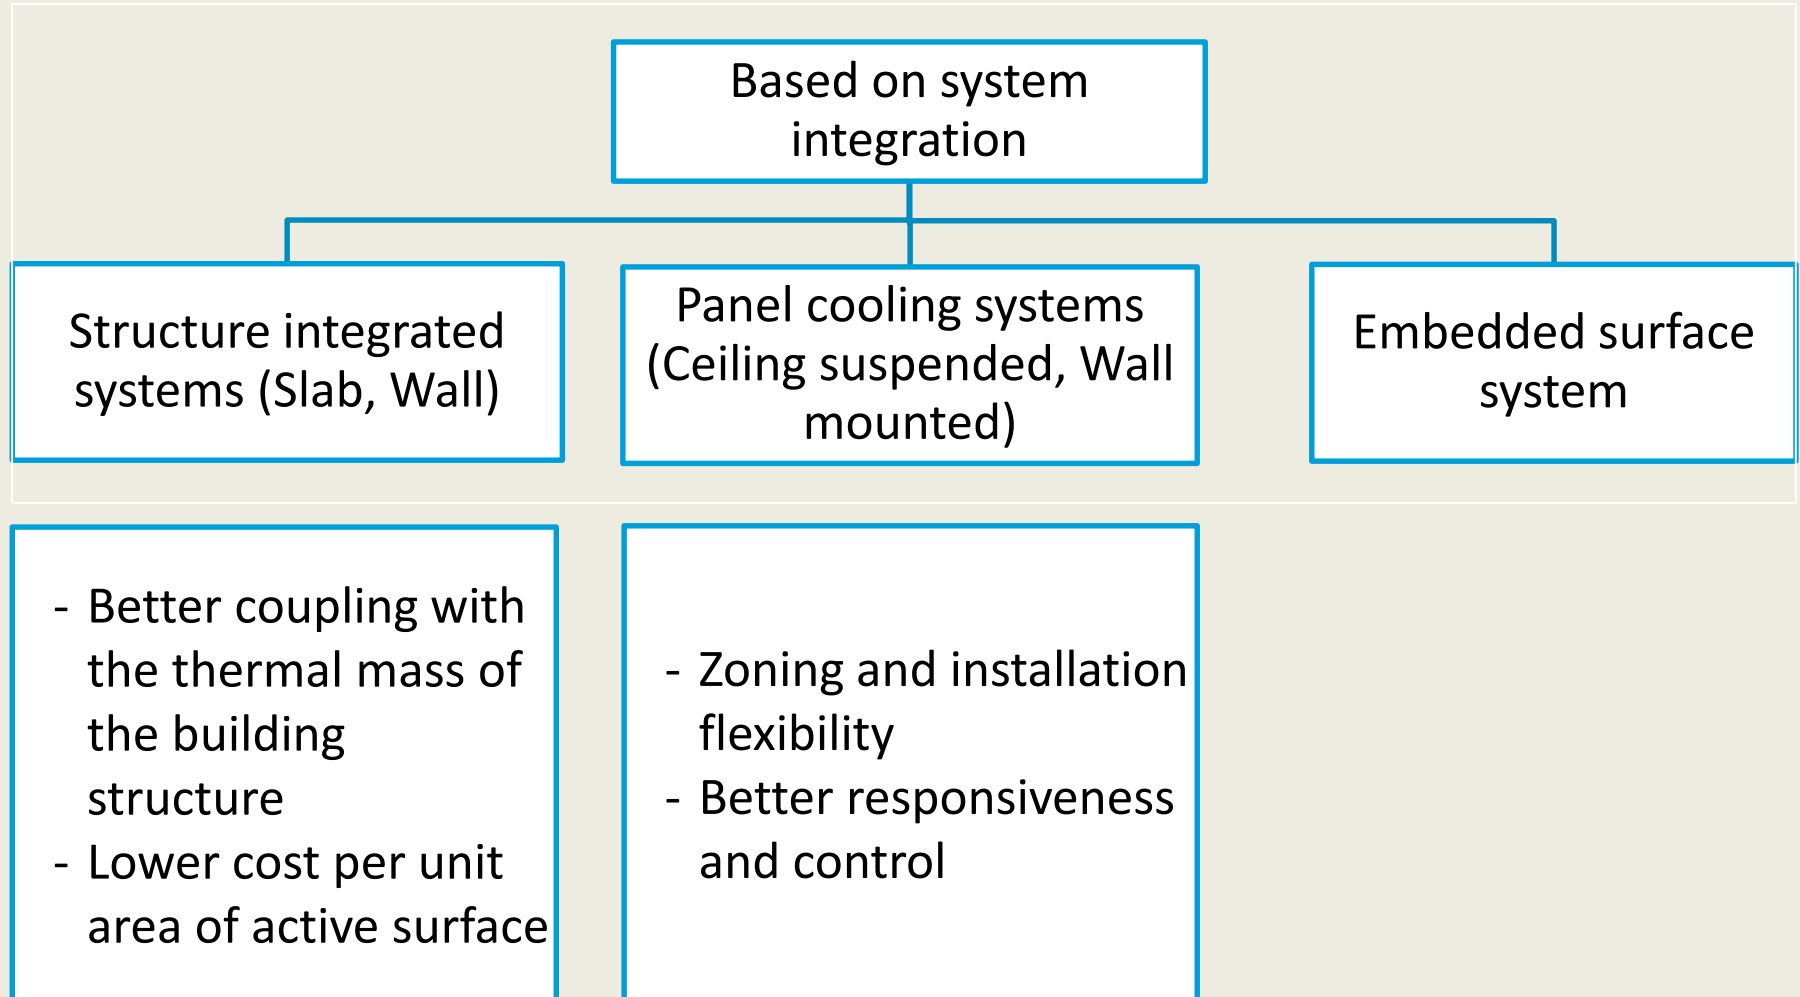 Based on system
integration
Structure integrated
systems (Slab, Wall)
Panel cooling systems
(Ceiling suspended, Wall
mounted)
Embedded surface
system
- Better coupling with
the thermal mass of
the building
structure
- Lower cost per unit
area of active surface
- Zoning and installation
flexibility
- Better responsiveness
and control